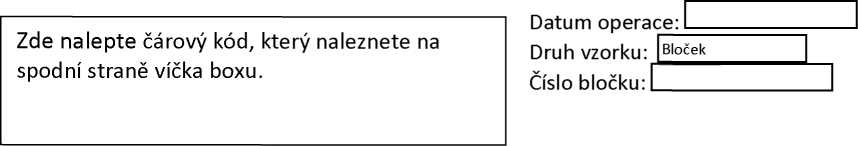 Zde nalepte čárový kód, který naleznete na
spodní straně víčka boxu.
Datum operace:
Druh vzorku: Bloček
Číslo bločku: